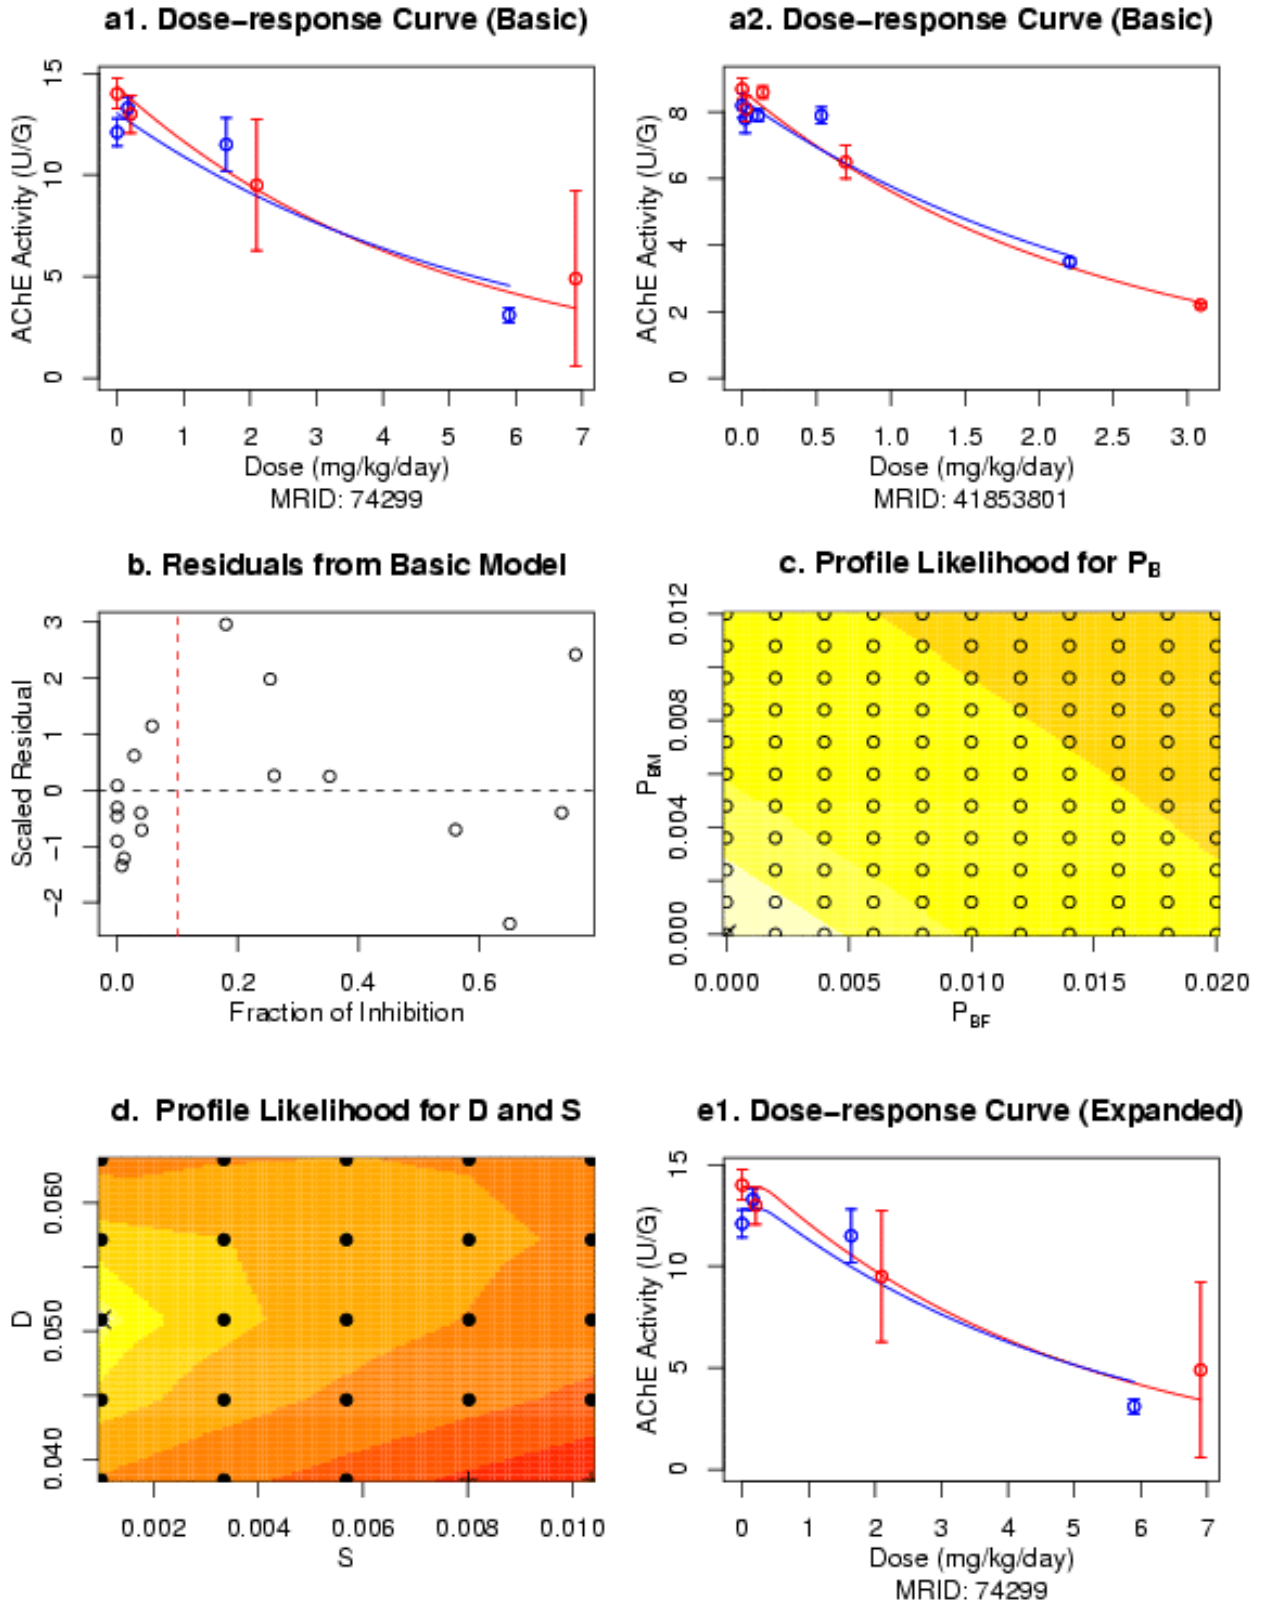 a1. Dose-response Curve (Basic)
AChE Activity (U/G)
15
10
5
0
0 1 2 3 4 5 6 7
Dose (mg/kg/day)
MRID: 74299
a2. Dose-response Curve (Basic)
AChE Activity (U/G)
8
6
4
2
0
0.0 0.5 1.0 1.5 2.0 2.5 3.0
Dose (mg/kg/day)
MRID: 41853801
b. Residuals from Basic Model
Scaled Residual
3
2
1
0
−1
−2
0.0 0.2 0.4 0.6
Fraction of Inhibition
c. Profile Likelihood for PB
PBM
0.012
0.008
0.004
0.000
0.000 0.005 0.010 0.015 0.020
PBF
d. Profile Likelihood for D and S
D
0.060
0.050
0.040
0.002 0.004 0.006 0.008 0.010
S
e1. Dose-response Curve (Expanded)
AChE Activity (U/G)
15
10
5
0
0 1 2 3 4 5 6 7
Dose (mg/kg/day)
MRID: 74299